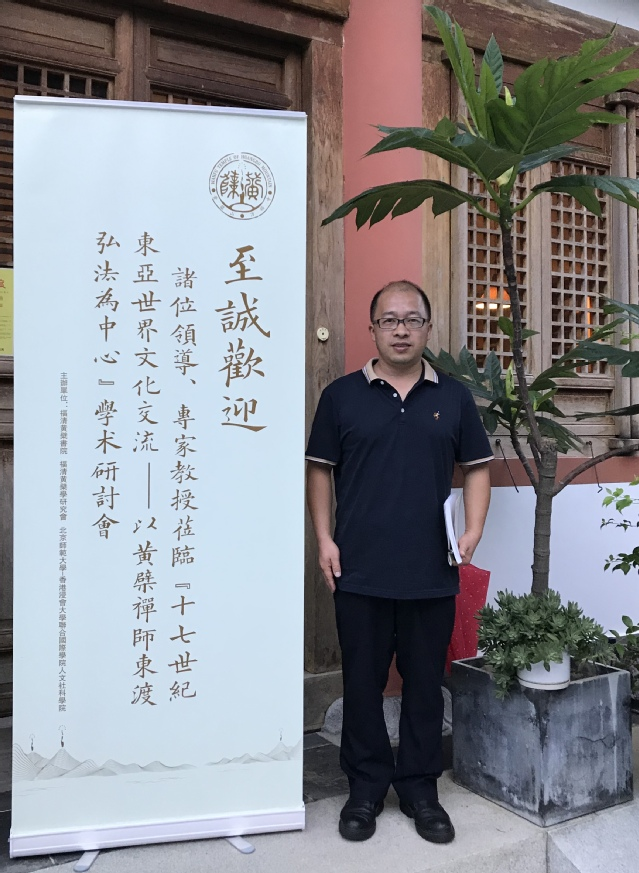 至誠歡迎
諸位領導、專家教授莅臨『十七世紀
東亞世界文化交流——以黃檗禪師東渡
弘法為中心』學术研討會
主辦單位：福清黃檗書院 福清黃檗學研究會 北京師範大學-香港浸會大學聯合國際學院人文社科學院